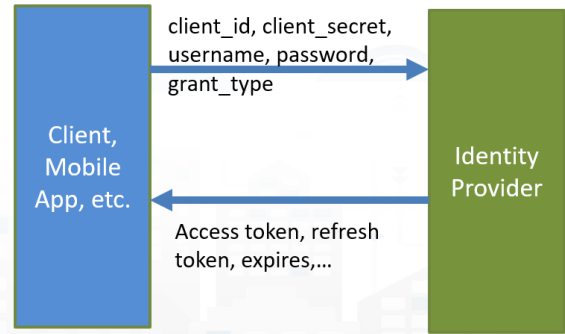 client_id, client_secret,
username, password,
grant_type
Client,
Mobile
App, etc.
Identity
Provider
Access token, refresh
token, expires,...